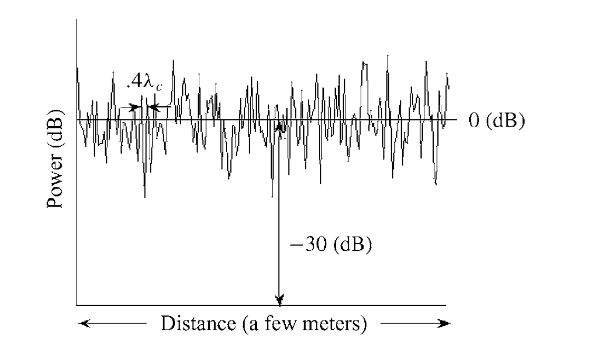 .4λc
0 (dB)
Power (dB)
−30 (dB)
Distance (a few meters)